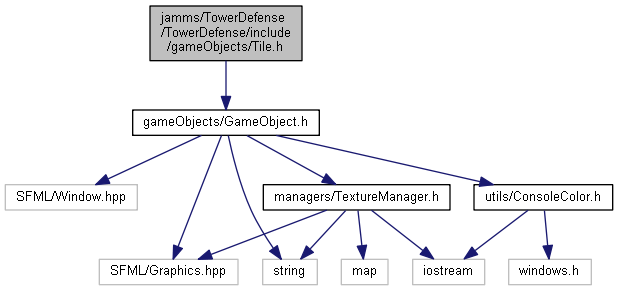 jamms/TowerDefense
/TowerDefense/include
/gameObjects/Tile.h
gameObjects/GameObject.h
SFML/Window.hpp
managers/TextureManager.h
utils/ConsoleColor.h
SFML/Graphics.hpp
string
map
iostream
windows.h